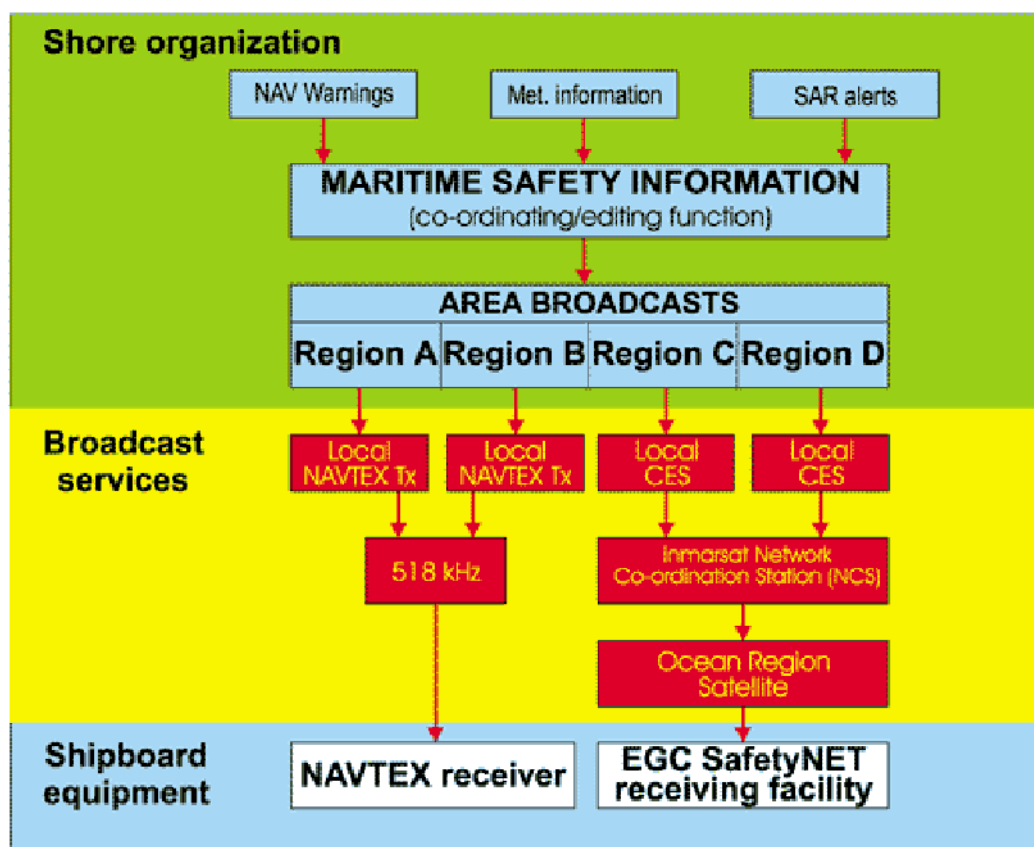 Shore organization
NAV Warnings
Met. information
SAR alerts
MARITIME SAFETY INFORMATION
(co-ordinating/editing function)
AREA BROADCASTS
Region A
Region B
Region C
Region D
Broadcast
services
Local
NAVTEX Tx
Local
NAVTEX Tx
Local
CES
Local
CES
518 kHz
Inmarsat Network
Co-ordination Station (NCS)
Ocean Region
Satellite
Shipboard
equipment
NAVTEX receiver
EGC SafetyNET
receiving facility